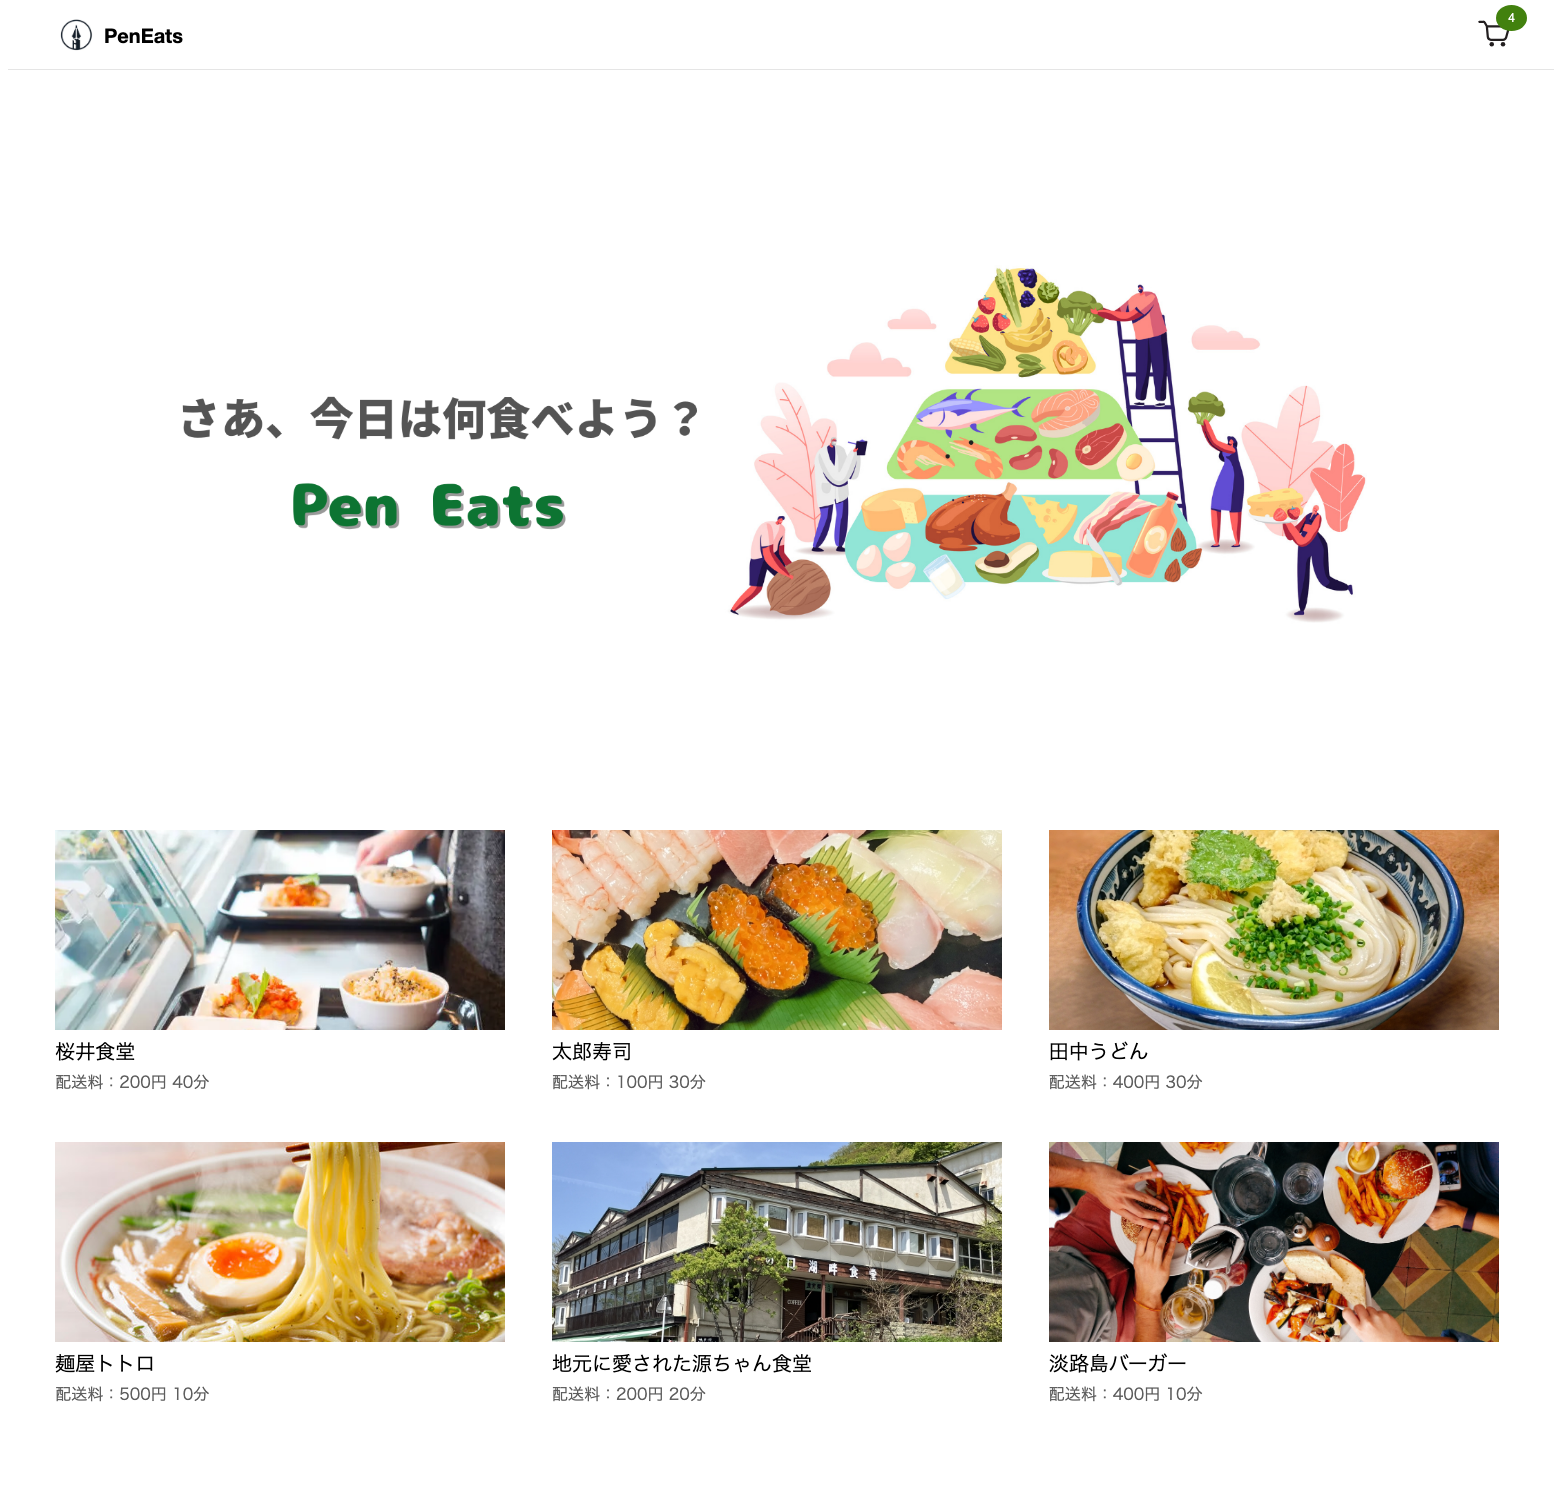 PenEats
4
さあ、今日は何食べよう？
Pen Eats
桜井食堂
配送料：200円 40分
太郎寿司
配送料：100円 30分
田中うどん
配送料：400円 30分
湖畔食堂
COFFEE
麺屋トトロ
配送料：500円 10分
地元に愛された源ちゃん食堂
配送料：200円 20分
淡路島バーガー
配送料：400円 10分